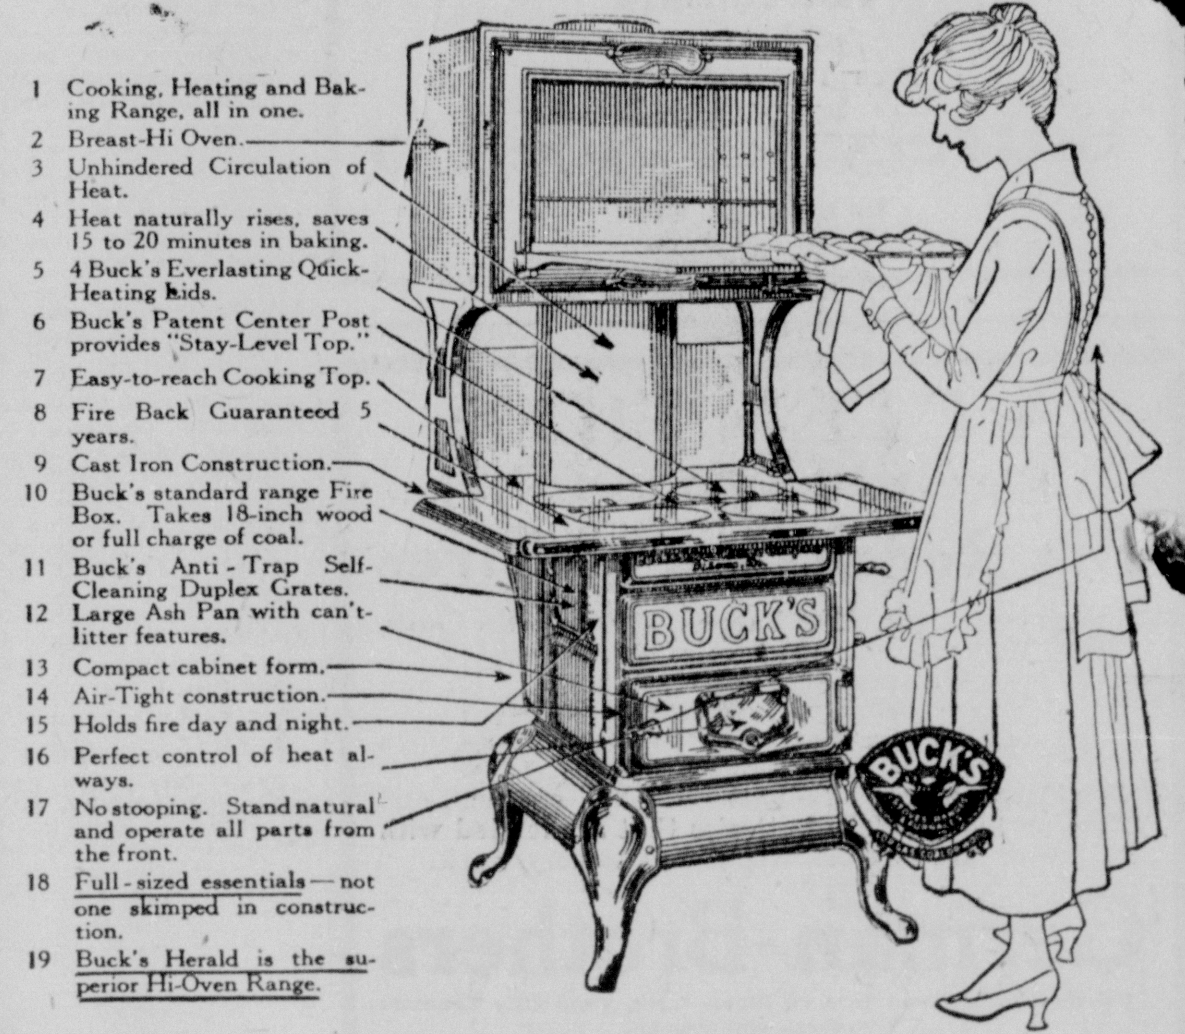 1 Cooking, Heating and Bak-
ing Range, all in one.
2 Breast-Hi Oven.
3 Unhindered Circulation of
Heat.
4 Heat naturally rises, saves
15 to 20 minutes in baking.
5 4 Buck's Everlasting Quick-
Heating Lids.
6 Buck's Patent Center Post
provides "Stay-Level Top."
7 Easy-to-reach Cooking Top.
8 Fire Back Guaranteed 5
years.
9 Cast Iron Construction.
10 Buck's standard range Fire
Box. Takes 18-inch wood
or full charge of coal.
11 Buck's Anti-Trap Self-
Cleaning Duplex Grates.
12 Large Ash Pan with can't-
litter features.
13 Compact cabinet form.
14 Air-Tight construction.
15 Holds fire day and night.
16 Perfect control of heat al-
ways.
17 No stooping. Stand natural
and operate all parts from
the front.
18 Full-sized essentials—not
one skimped in construc-
tion.
19 Buck's Herald is the su-
perior Hi-Oven Range.
BUCK'S
BUCK'S